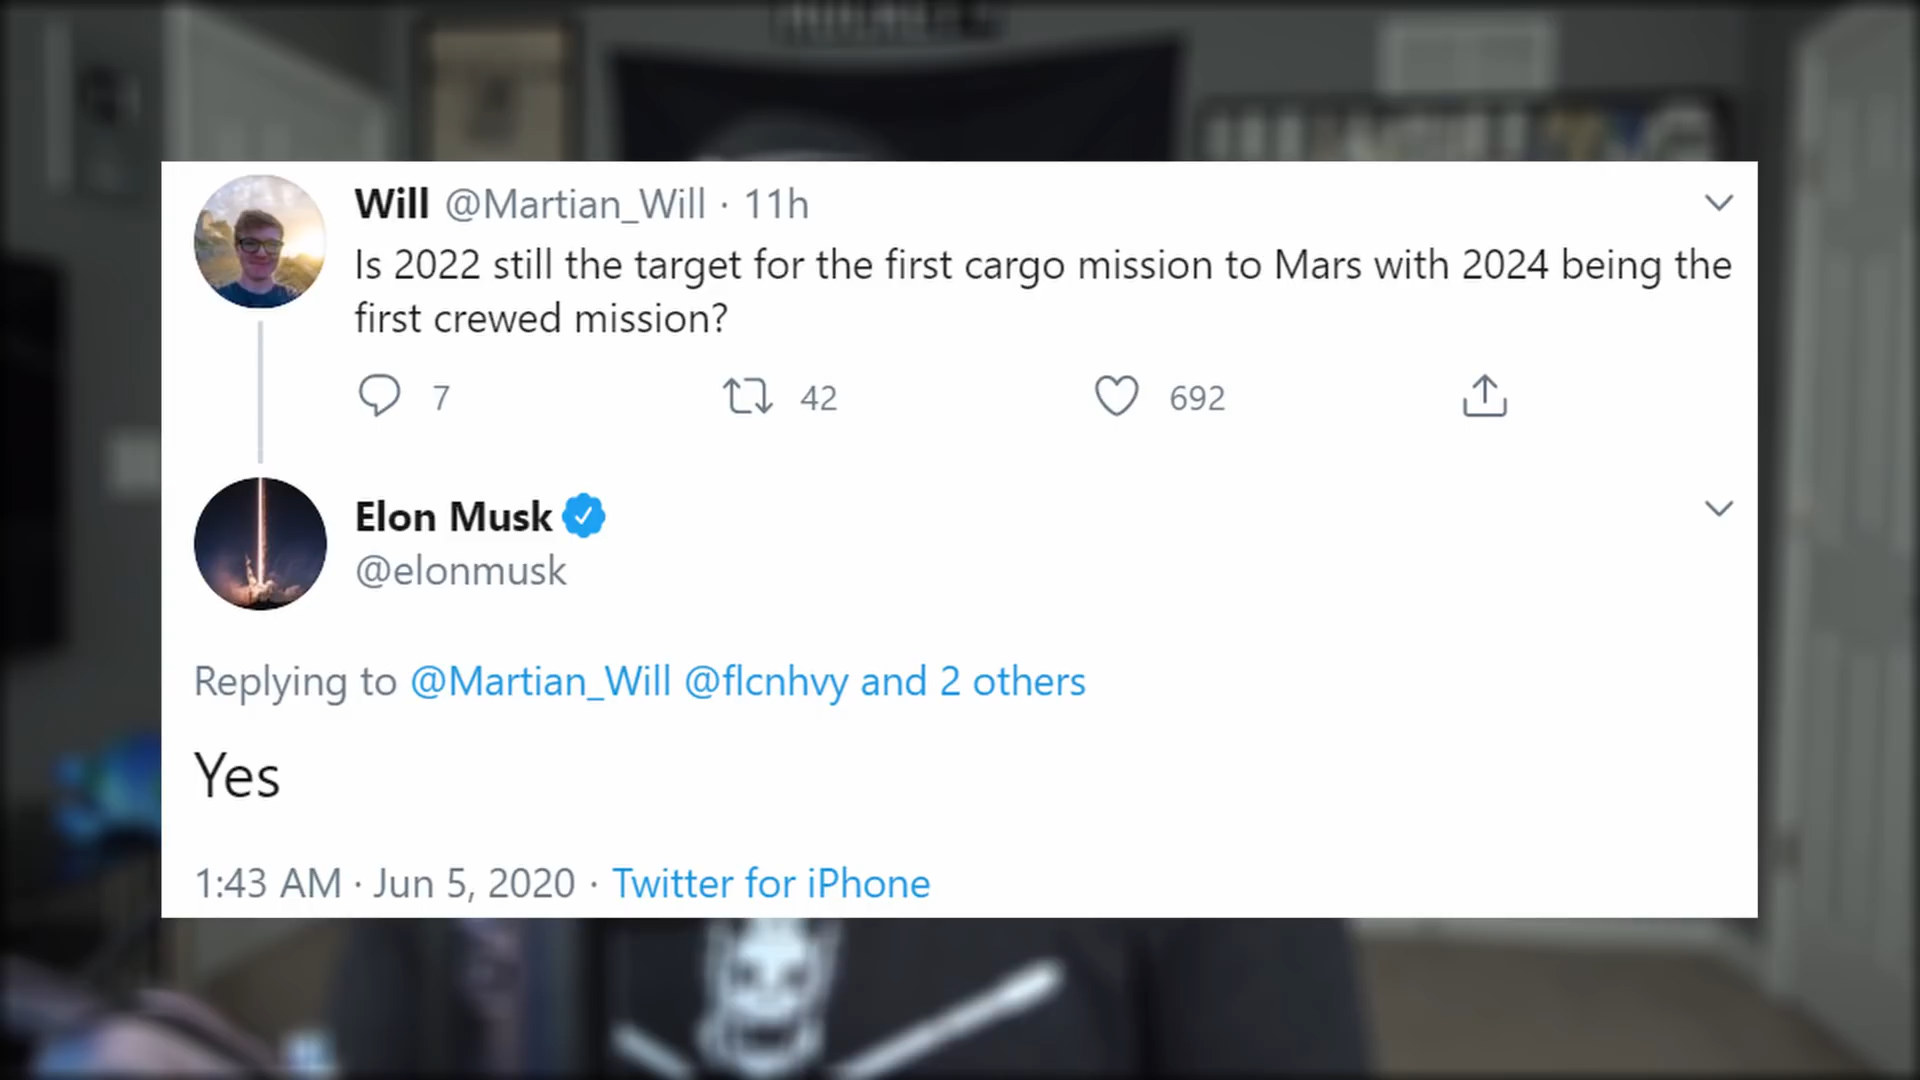 Will @Martian_Will · 11h
Is 2022 still the target for the first cargo mission to Mars with 2024 being the
first crewed mission?
7 42 692
Elon Musk
@elonmusk
Replying to @Martian_Will @flcnhvy and 2 others
Yes
1:43 AM · Jun 5, 2020 · Twitter for iPhone